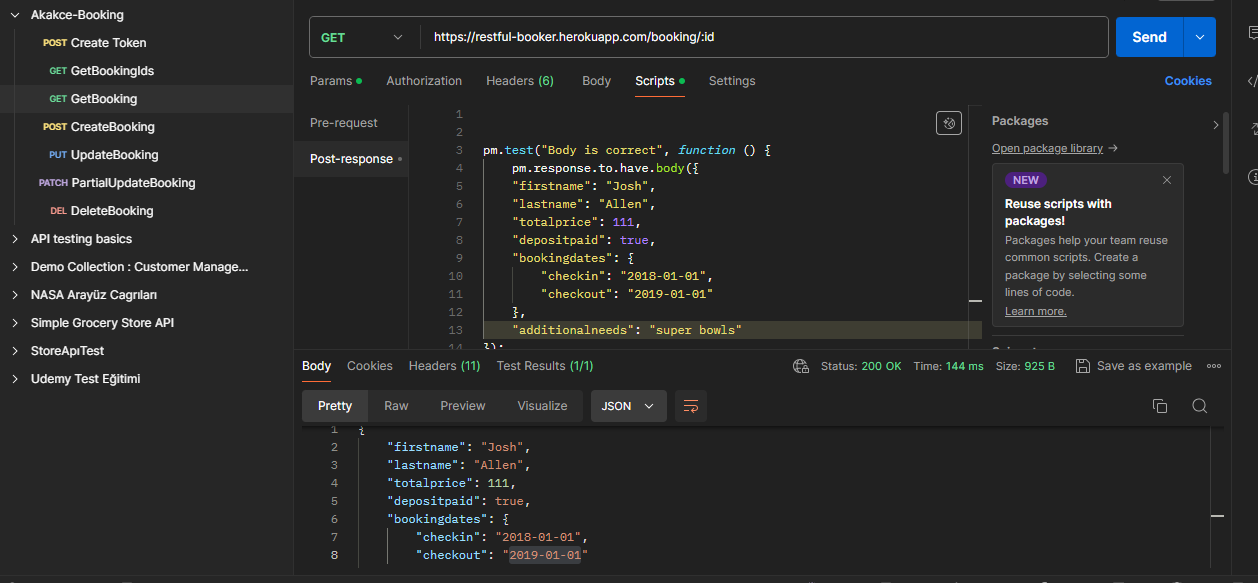 Akakce-Booking
POST Create Token
GET GetBookingIds
GET GetBooking
POST CreateBooking
PUT UpdateBooking
PATCH PartialUpdateBooking
DEL DeleteBooking
API testing basics
Demo Collection : Customer Manage...
NASA Arayüz Cagrıları
Simple Grocery Store API
StoreApıTest
Udemy Test Eğitimi
GET https://restful-booker.herokuapp.com/booking/:id Send
Params Authorization Headers (6) Body Scripts Settings Cookies
Pre-request
Post-response
1
2
3 pm.test("Body is correct", function () {
4 pm.response.to.have.body({
5 "firstname": "Josh",
6 "lastname": "Allen",
7 "totalprice": 111,
8 "depositpaid": true,
9 "bookingdates": {
10 "checkin": "2018-01-01",
11 "checkout": "2019-01-01"
12 },
13 "additionalneeds": "super bowls"
14 });
Packages
Open package library →
NEW
Reuse scripts with
packages!
Packages help your team reuse
common scripts. Create a
package by selecting some
lines of code.
Learn more.
Body Cookies Headers (11) Test Results (1/1) Status: 200 OK Time: 144 ms Size: 925 B Save as example
Pretty Raw Preview Visualize JSON
1 {
2 "firstname": "Josh",
3 "lastname": "Allen",
4 "totalprice": 111,
5 "depositpaid": true,
6 "bookingdates": {
7 "checkin": "2018-01-01",
8 "checkout": "2019-01-01"